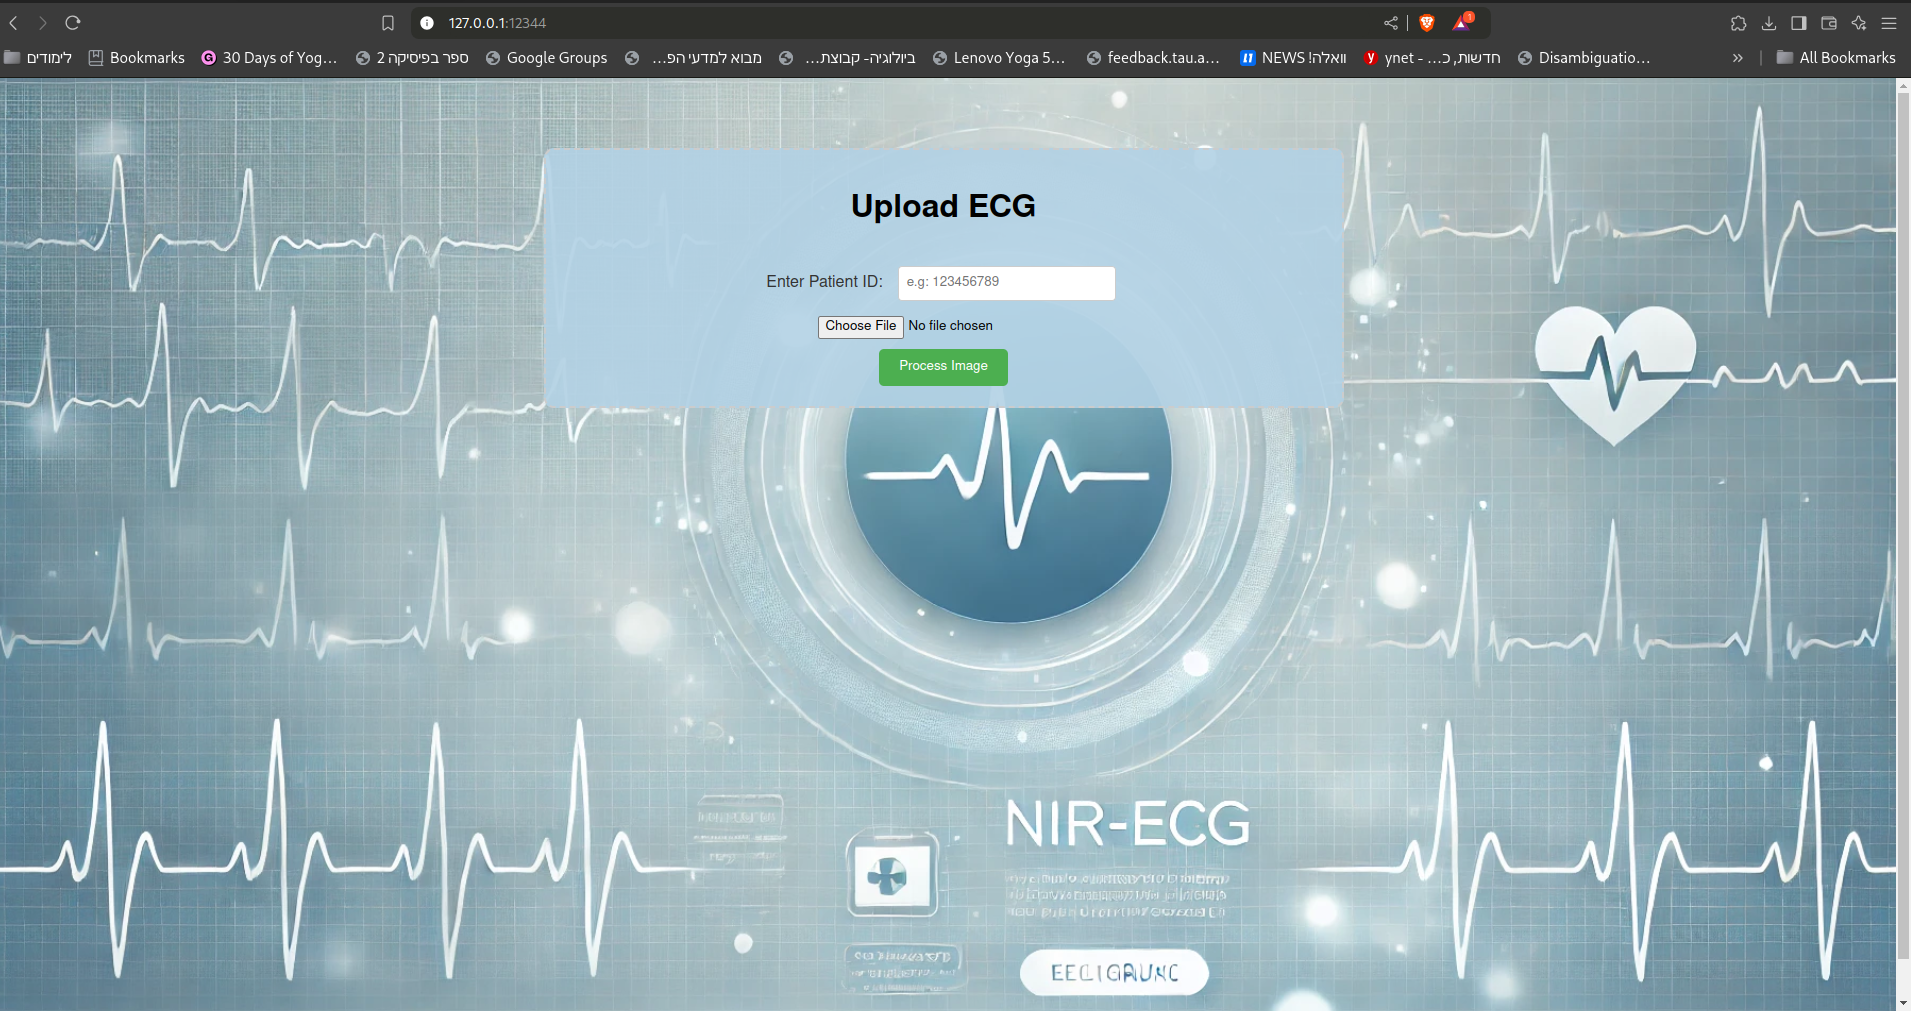 127.0.0.1:12344
1
לימודים
Bookmarks
30 Days of Yog...
ספר בפיסיקה 2
Google Groups
מבוא למדעי הפ...
ביולוגיה- קבוצת...
Lenovo Yoga 5...
feedback.tau.a...
וואלה! NEWS
ynet - חדשות, כ...
Disambiguatio...
»
All Bookmarks
Upload ECG
Enter Patient ID:
e.g: 123456789
Choose File No file chosen
Process Image
NIR-ECG